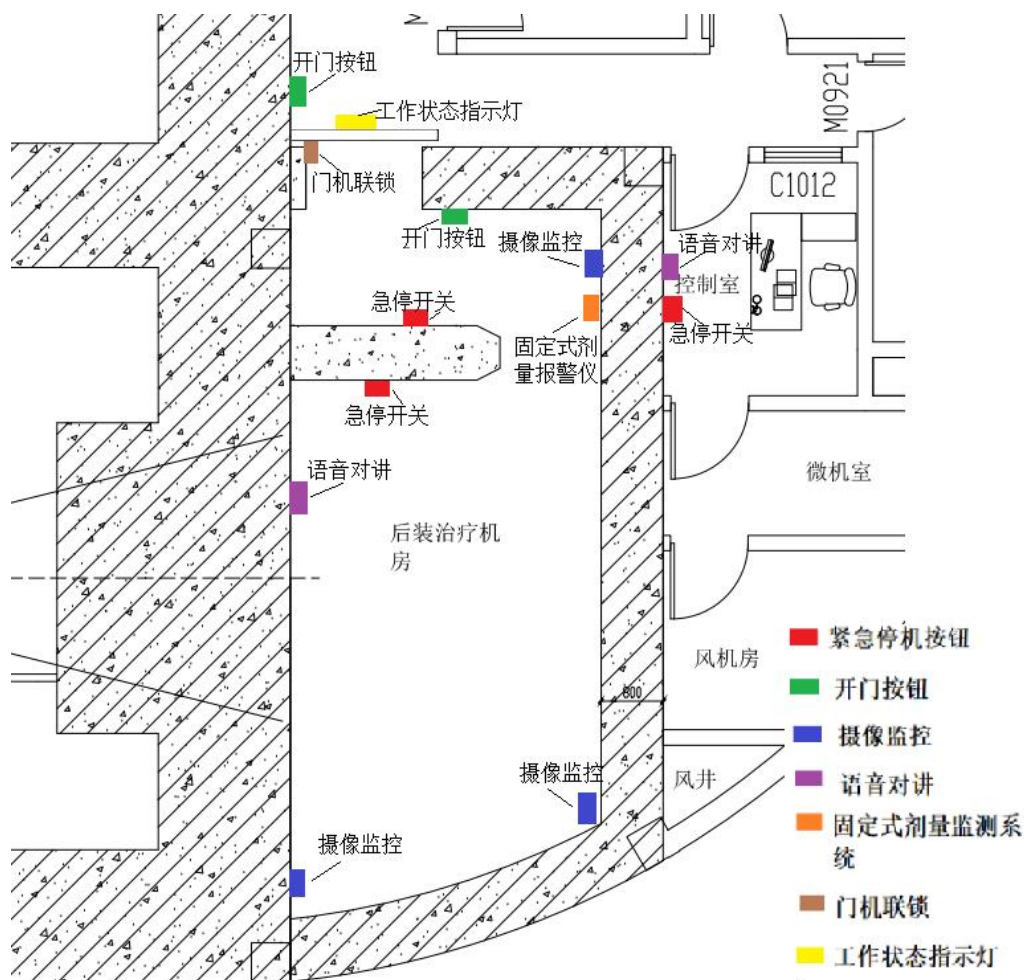 开门按钮
工作状态指示灯
门机联锁
M0921
C1012
开门按钮
摄像监控
语音对讲
控制室
急停开关
固定式剂
量报警仪
急停开关
急停开关
语音对讲
微机室
后装治疗机
房
风机房
800
摄像监控
风井
摄像监控
紧急停机按钮
开门按钮
摄像监控
语音对讲
固定式剂量监测系
统
门机联锁
工作状态指示灯